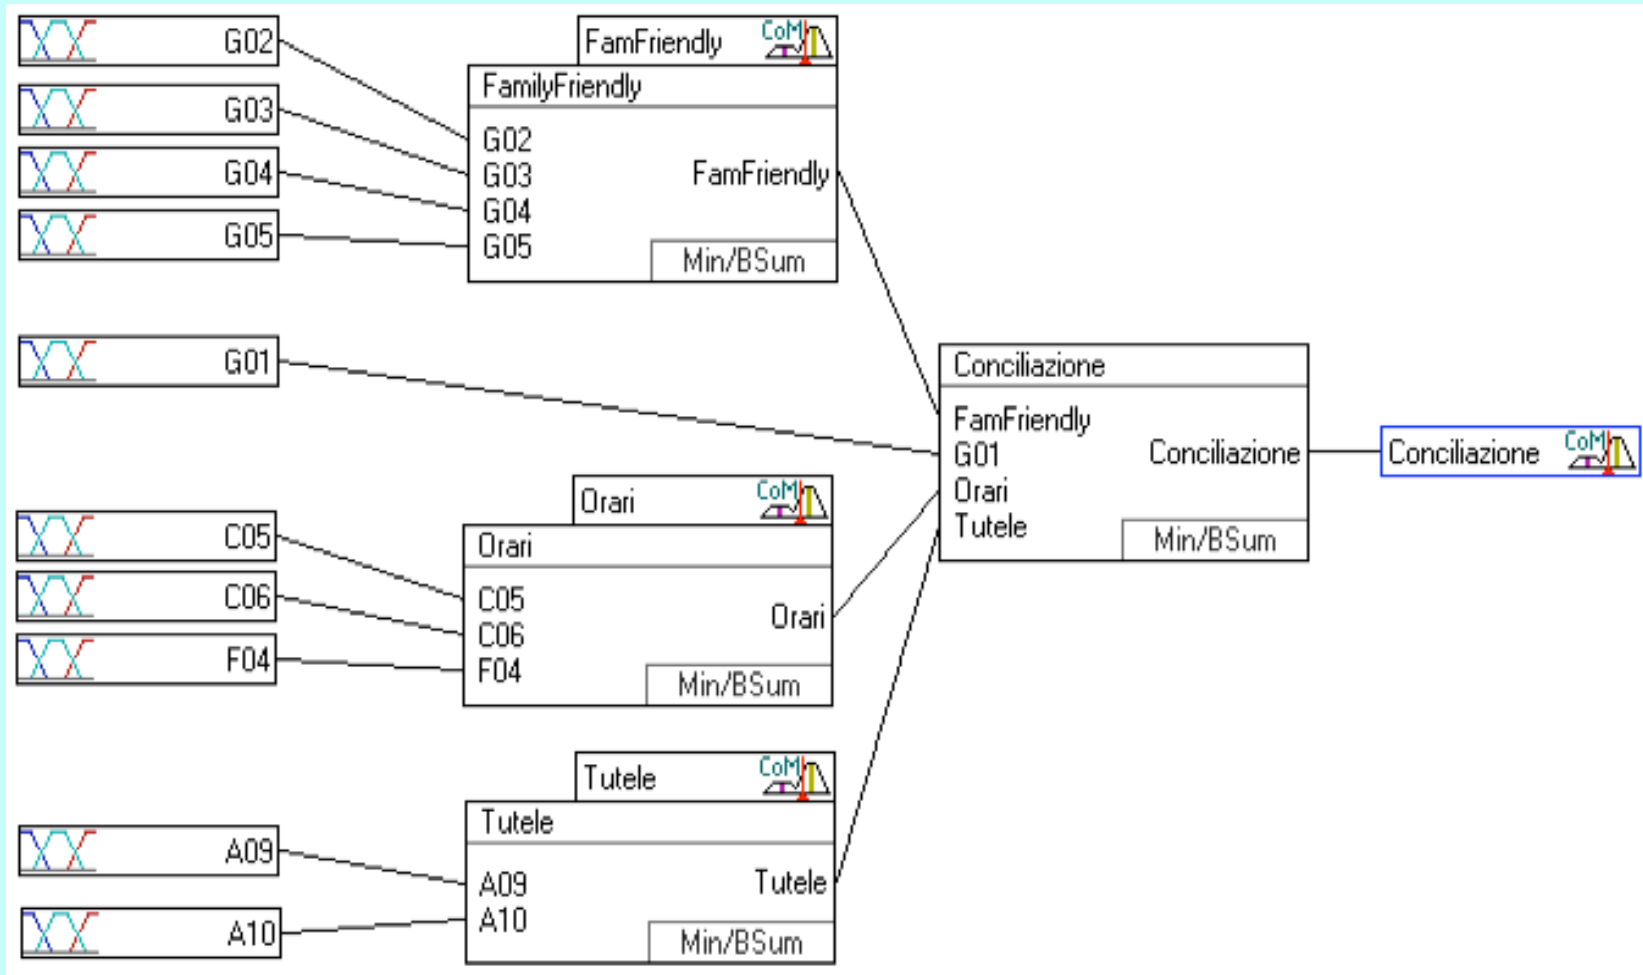 G02
G03
G04
G05
FamFriendly CoM
FamilyFriendly
G02
G03
G04
G05
FamFriendly
Min/BSum
G01
Conciliazione
FamFriendly
G01
Orari
Tutele
Conciliazione
Min/BSum
Conciliazione CoM
C05
C06
F04
Orari CoM
Orari
C05
C06
F04
Orari
Min/BSum
A09
A10
Tutele CoM
Tutele
A09
A10
Tutele
Min/BSum